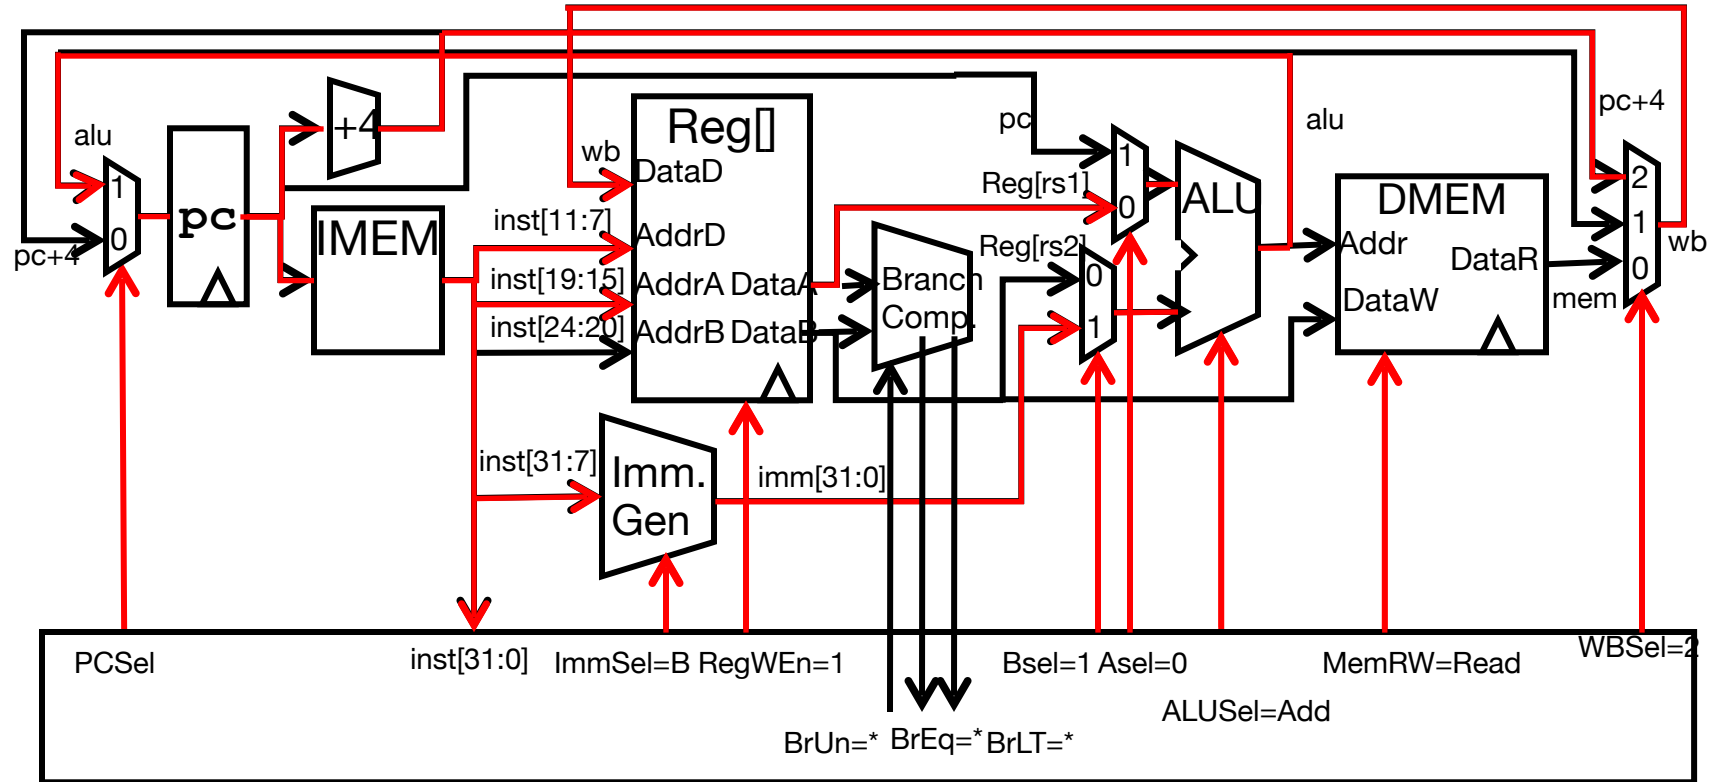 alu
1
0
pc+4
pc
+4
IMEM
inst[11:7]
inst[19:15]
inst[24:20]
wb
Reg[]
DataD
AddrD
AddrA DataA
AddrB DataB
inst[31:7]
Imm.
Gen
imm[31:0]
Branch
Comp.
pc
Reg[rs1]
Reg[rs2]
1
0
0
1
ALU
alu
DMEM
Addr
DataR
DataW
mem
pc+4
2
1
0
wb
PCSel
inst[31:0]
ImmSel=B RegWEn=1
Bsel=1 Asel=0
MemRW=Read
WBSel=2
ALUSel=Add
BrUn=* BrEq=* BrLT=*